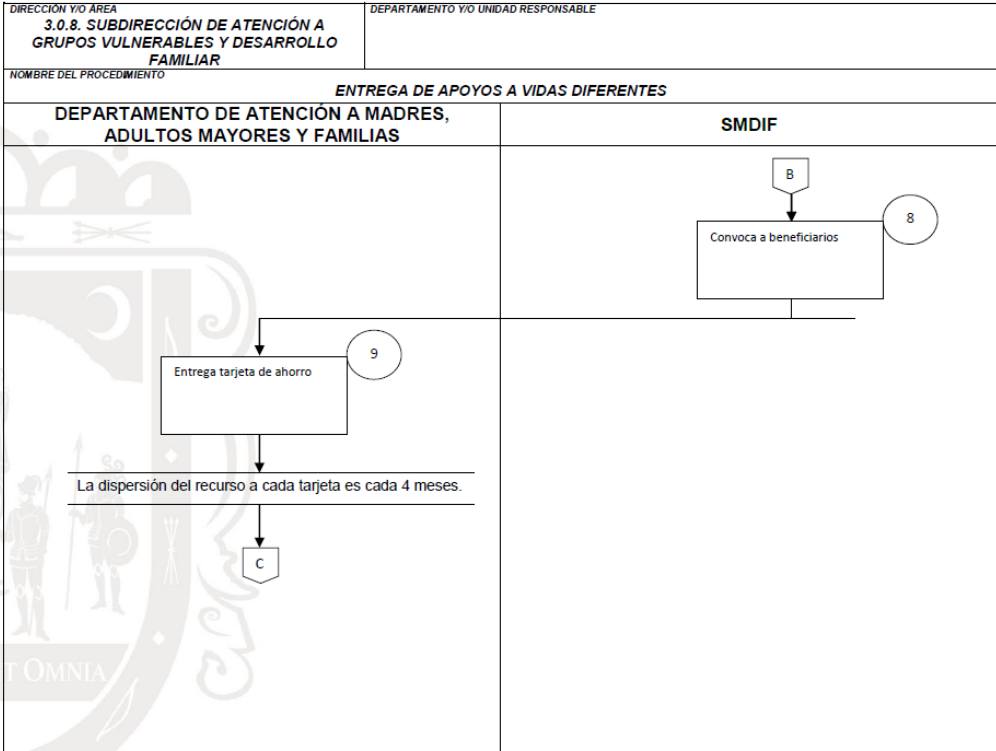 DIRECCIÓN Y/O ÁREA
3.0.8. SUBDIRECCIÓN DE ATENCIÓN A
GRUPOS VULNERABLES Y DESARROLLO
FAMILIAR
DEPARTAMENTO Y/O UNIDAD RESPONSABLE
NOMBRE DEL PROCEDIMIENTO
ENTREGA DE APOYOS A VIDAS DIFERENTES
DEPARTAMENTO DE ATENCIÓN A MADRES,
ADULTOS MAYORES Y FAMILIAS
SMDIF
B
8
Convoca a beneficiarios
9
Entrega tarjeta de ahorro
La dispersión del recurso a cada tarjeta es cada 4 meses.
C
T OMNIA